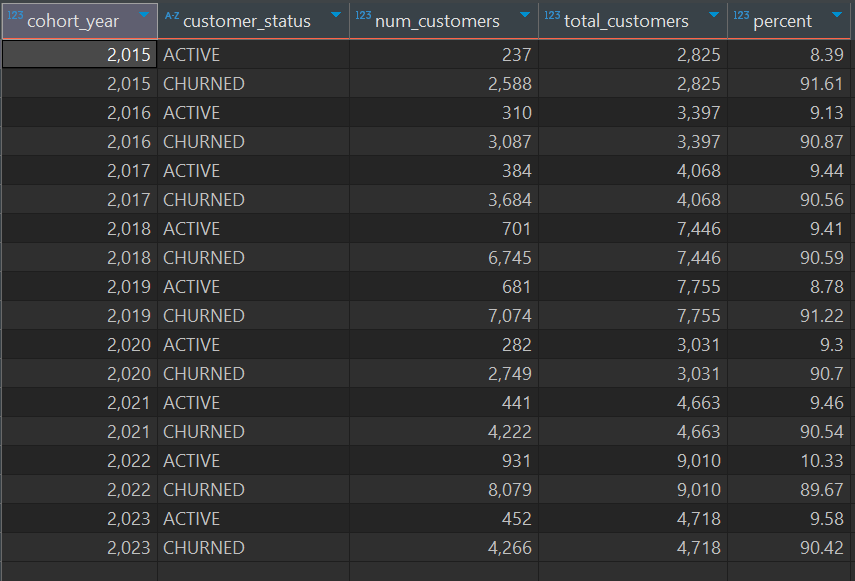 123 cohort_year A-Z customer_status 123 num_customers 123 total_customers 123 percent
2,015 ACTIVE 237 2,825 8.39
2,015 CHURNED 2,588 2,825 91.61
2,016 ACTIVE 310 3,397 9.13
2,016 CHURNED 3,087 3,397 90.87
2,017 ACTIVE 384 4,068 9.44
2,017 CHURNED 3,684 4,068 90.56
2,018 ACTIVE 701 7,446 9.41
2,018 CHURNED 6,745 7,446 90.59
2,019 ACTIVE 681 7,755 8.78
2,019 CHURNED 7,074 7,755 91.22
2,020 ACTIVE 282 3,031 9.3
2,020 CHURNED 2,749 3,031 90.7
2,021 ACTIVE 441 4,663 9.46
2,021 CHURNED 4,222 4,663 90.54
2,022 ACTIVE 931 9,010 10.33
2,022 CHURNED 8,079 9,010 89.67
2,023 ACTIVE 452 4,718 9.58
2,023 CHURNED 4,266 4,718 90.42